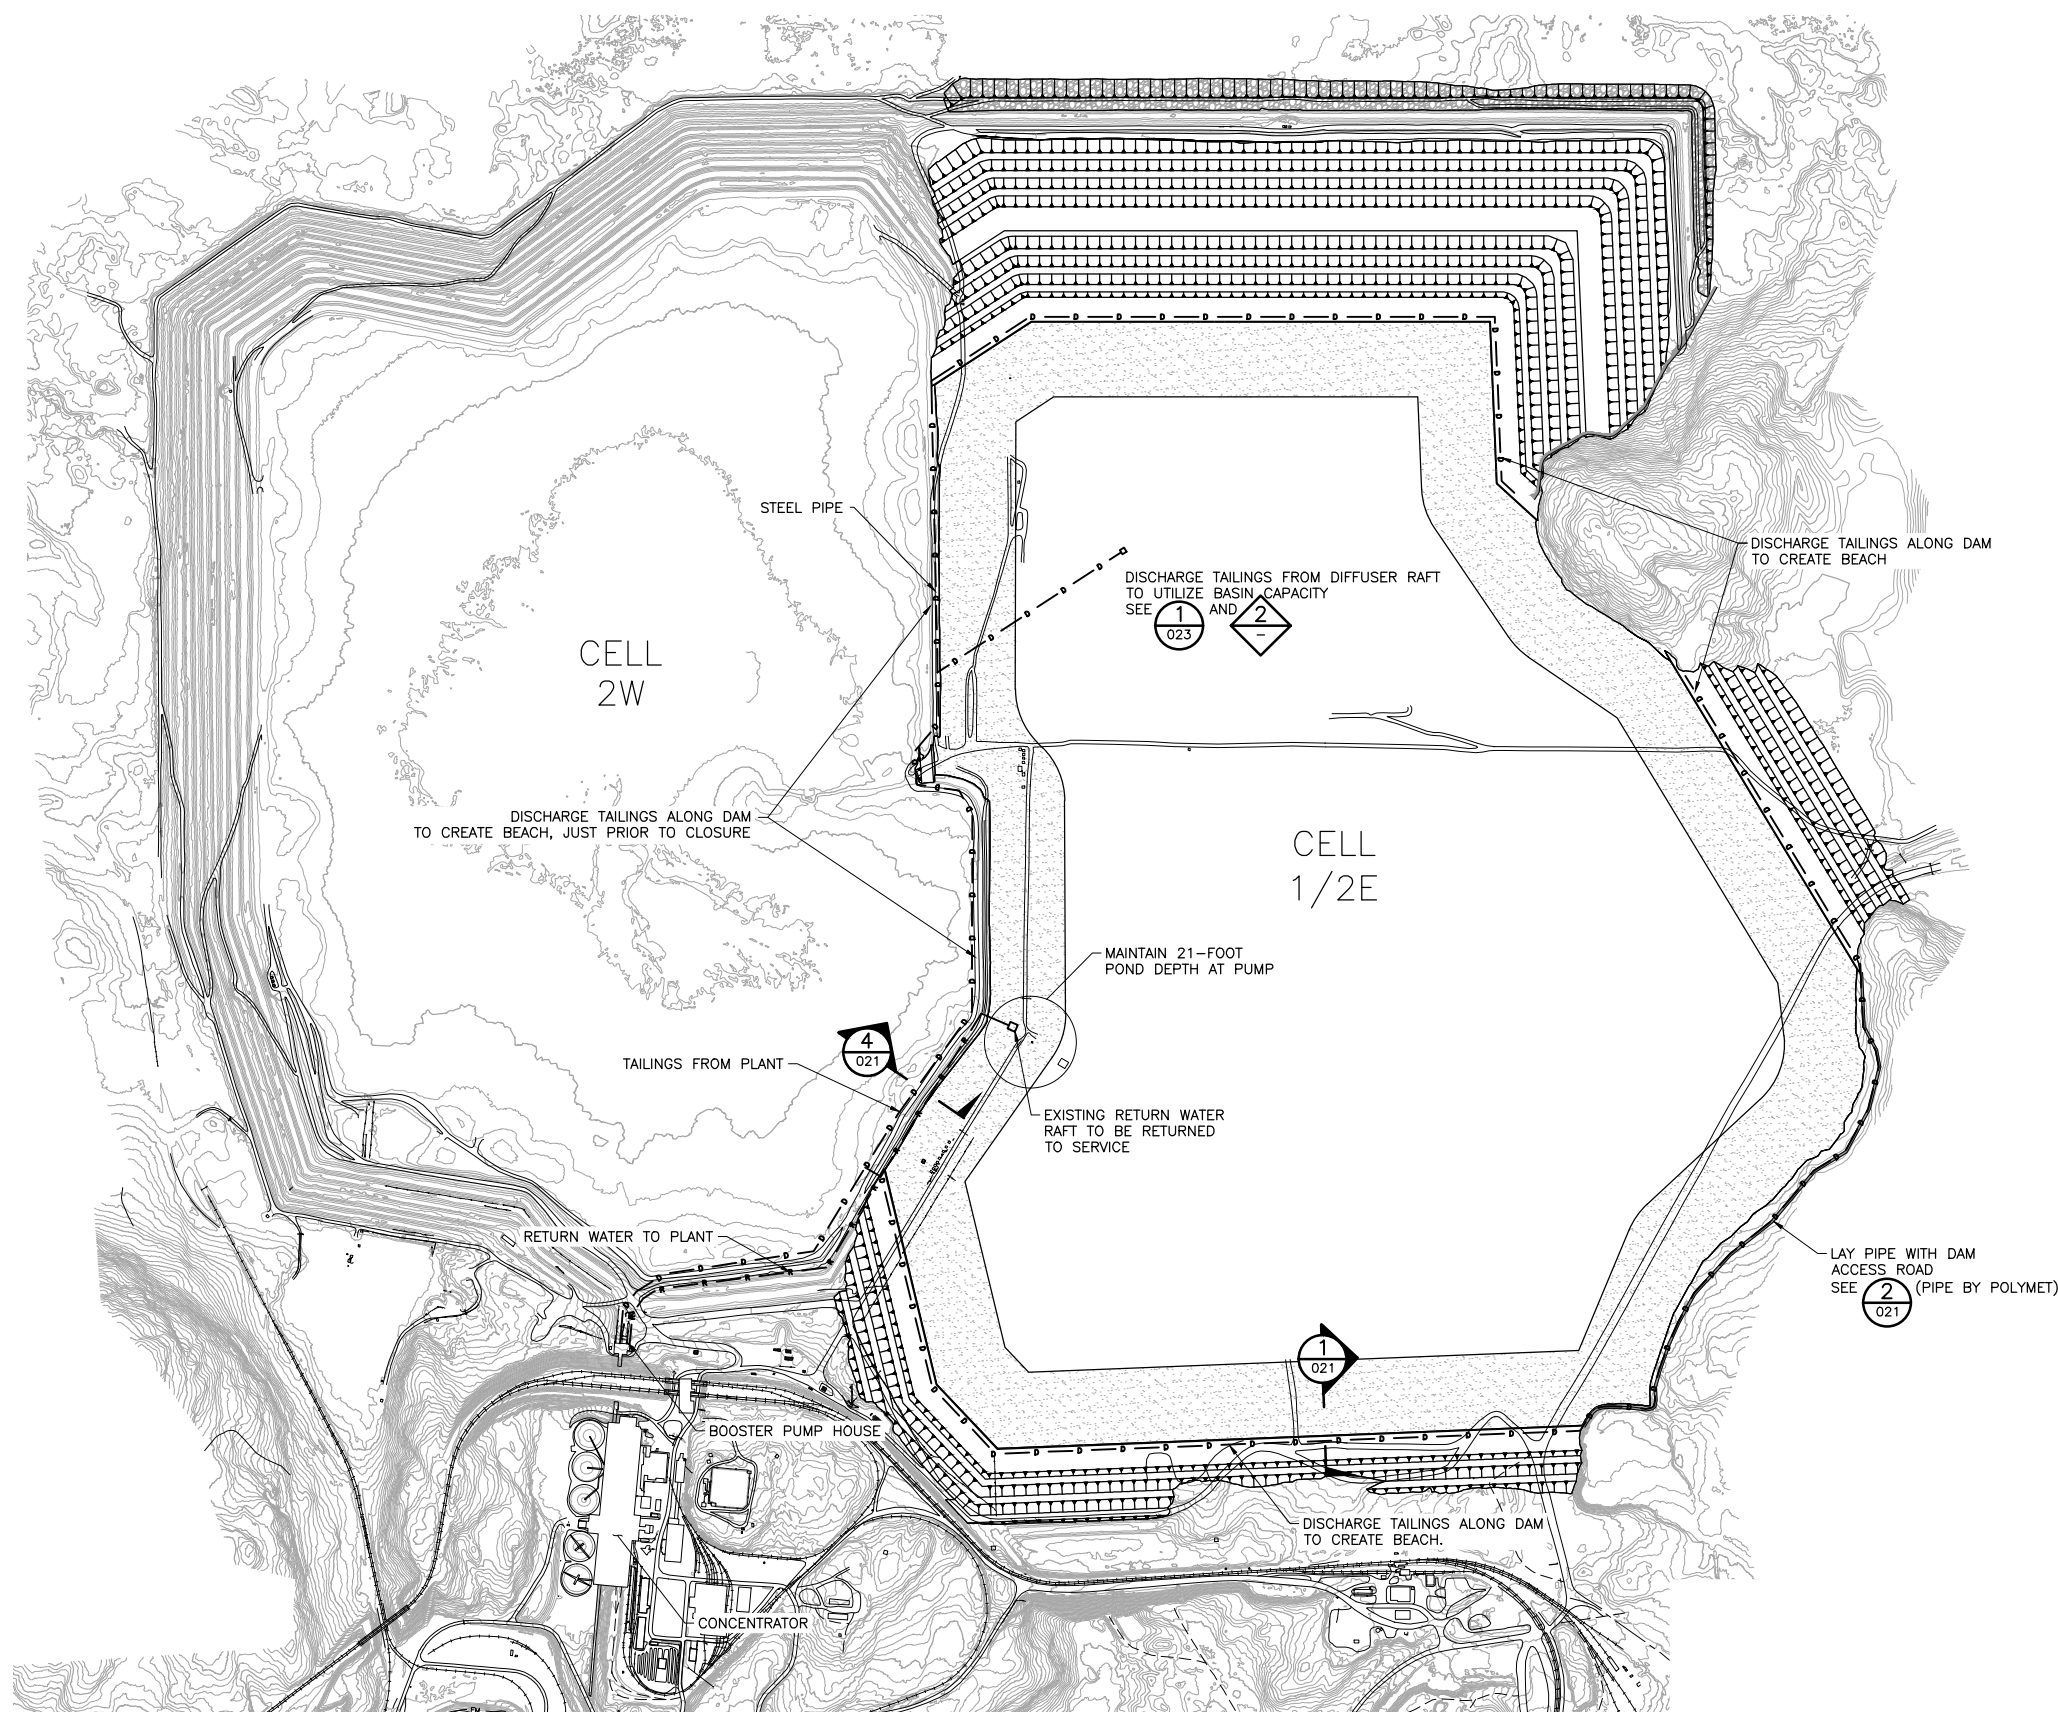 STEEL PIPE
DISCHARGE TAILINGS ALONG DAM
TO CREATE BEACH
DISCHARGE TAILINGS FROM DIFFUSER RAFT
TO UTILIZE BASIN CAPACITY
SEE 1 AND 2
023 –
CELL
2W
DISCHARGE TAILINGS ALONG DAM
TO CREATE BEACH, JUST PRIOR TO CLOSURE
CELL
1/2E
MAINTAIN 21-FOOT
POND DEPTH AT PUMP
4
021
TAILINGS FROM PLANT
EXISTING RETURN WATER
RAFT TO BE RETURNED
TO SERVICE
RETURN WATER TO PLANT
LAY PIPE WITH DAM
ACCESS ROAD
SEE 2 (PIPE BY POLYMET)
021
1
021
BOOSTER PUMP HOUSE
DISCHARGE TAILINGS ALONG DAM
TO CREATE BEACH.
CONCENTRATOR